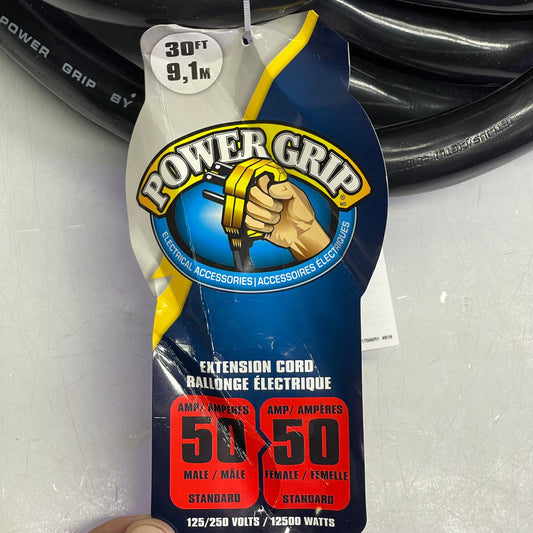 30FT
9,1M
POWER GRIP BY
POWER GRIP
®
MD
ELECTRICAL ACCESSORIES | ACCESSOIRES ÉLECTRIQUES
EXTENSION CORD
RALLONGE ÉLECTRIQUE
AMP/ AMPÈRES
50
MALE / MÂLE
STANDARD
AMP/ AMPÈRES
50
FEMALE / FEMELLE
STANDARD
125/250 VOLTS / 12500 WATTS